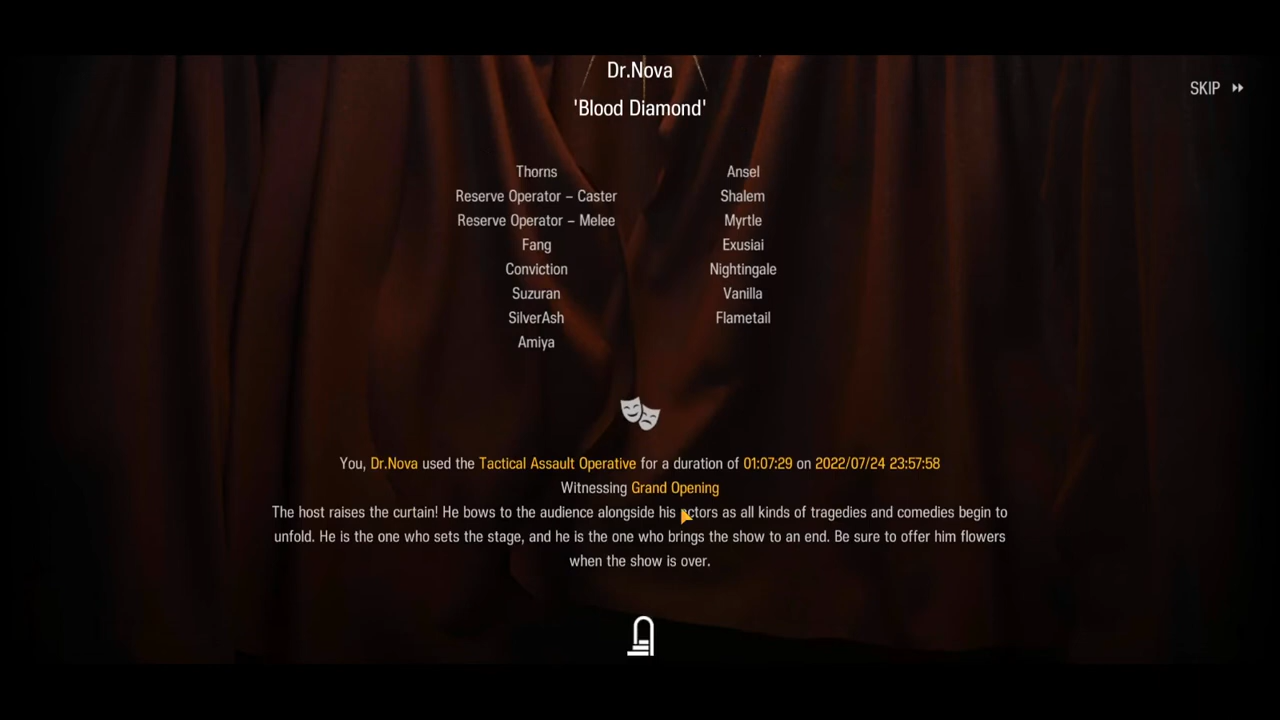 Dr.Nova
SKIP
'Blood Diamond'
Thorns
Ansel
Reserve Operator – Caster
Shalem
Reserve Operator – Melee
Myrtle
Fang
Exusiai
Conviction
Nightingale
Suzuran
Vanilla
SilverAsh
Flametail
Amiya
You, Dr.Nova used the Tactical Assault Operative for a duration of 01:07:29 on 2022/07/24 23:57:58
Witnessing Grand Opening
The host raises the curtain! He bows to the audience alongside his actors as all kinds of tragedies and comedies begin to
unfold. He is the one who sets the stage, and he is the one who brings the show to an end. Be sure to offer him flowers
when the show is over.